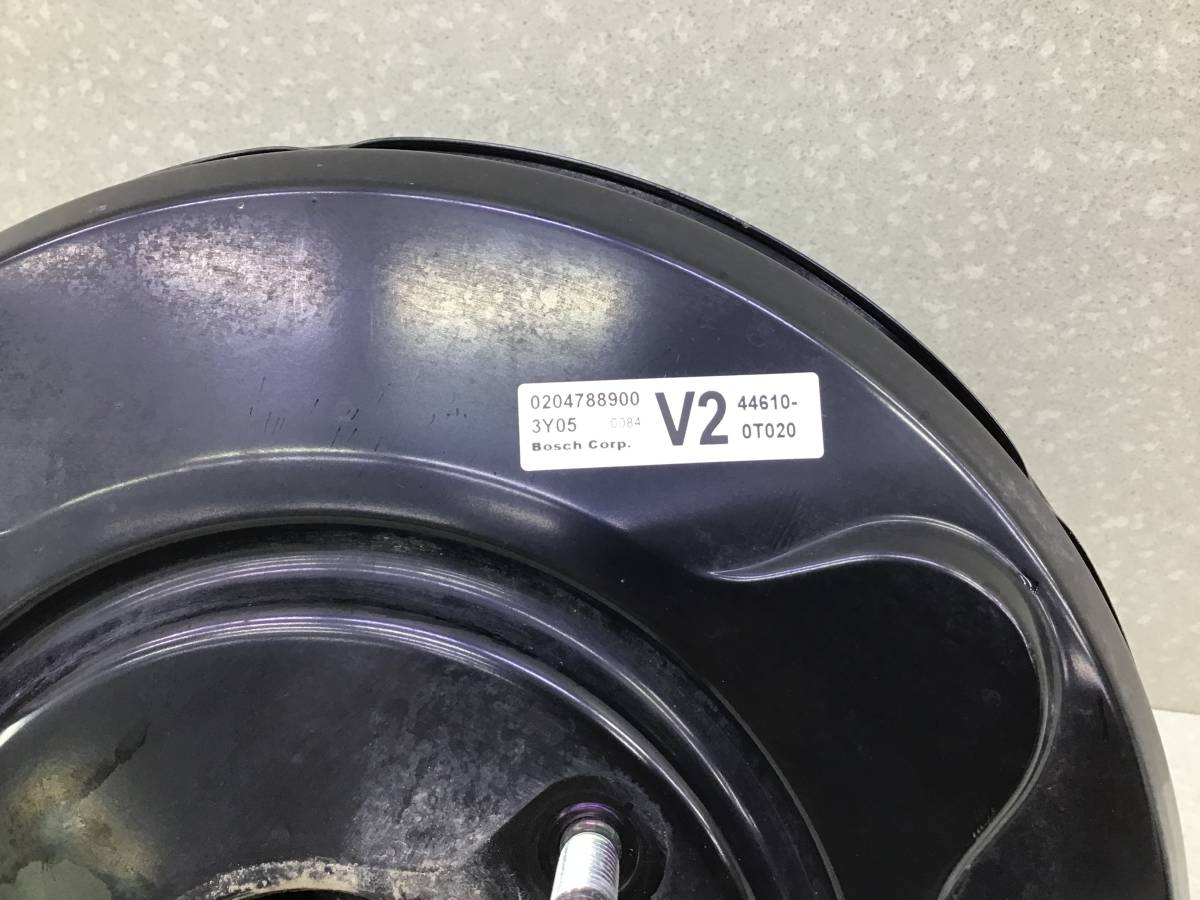 0204788900
3Y05 0084
Bosch Corp.
V2
44610-
0T020